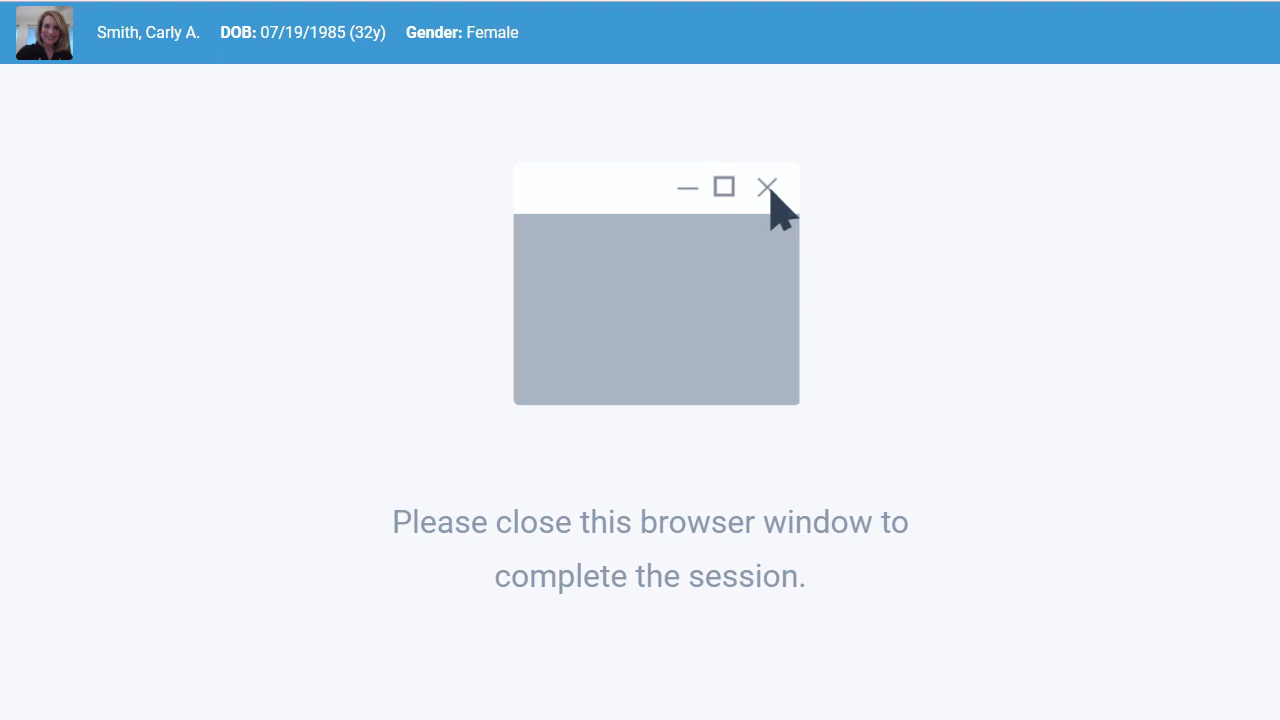 Smith, Carly A. DOB: 07/19/1985 (32y) Gender: Female
Please close this browser window to
complete the session.